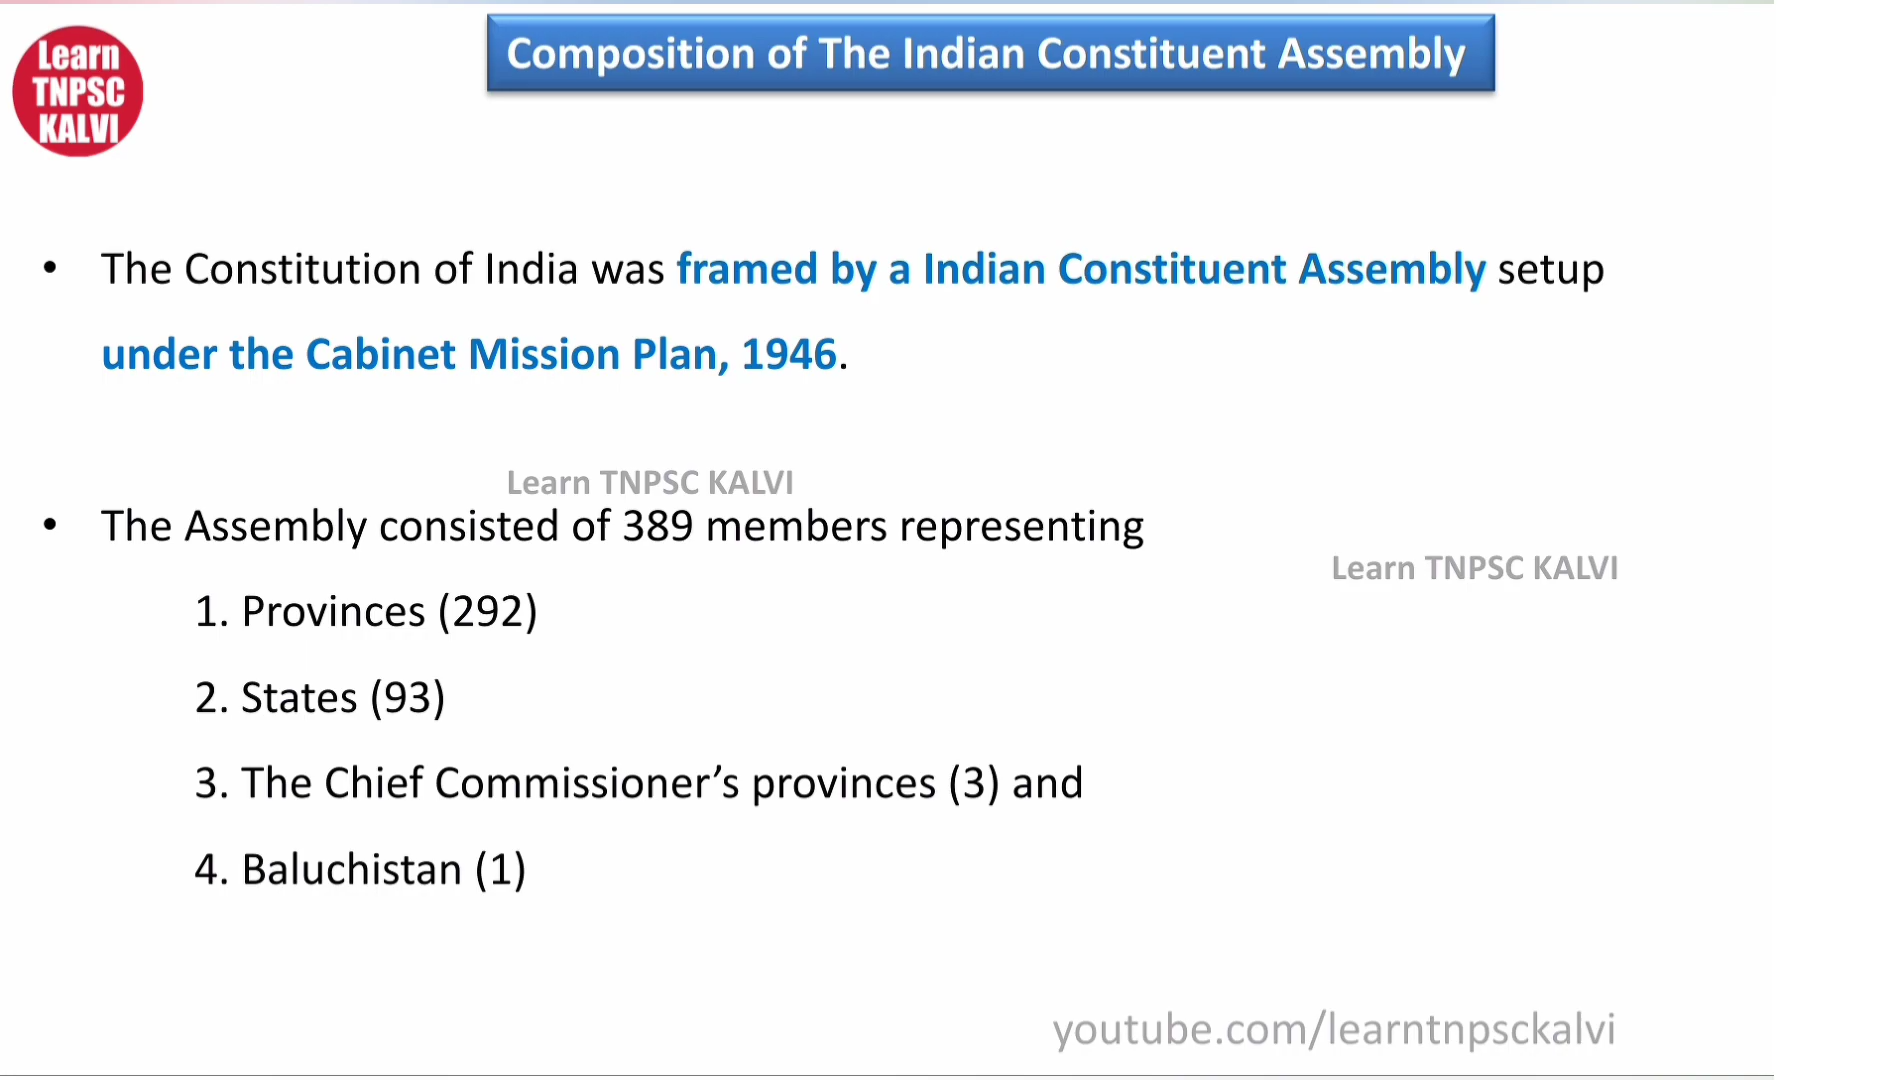 Learn
TNPSC
KALVI
Composition of The Indian Constituent Assembly
• The Constitution of India was framed by a Indian Constituent Assembly setup
under the Cabinet Mission Plan, 1946.
Learn TNPSC KALVI
• The Assembly consisted of 389 members representing
Learn TNPSC KALVI
1. Provinces (292)
2. States (93)
3. The Chief Commissioner’s provinces (3) and
4. Baluchistan (1)
youtube.com/learntnpsckalvi